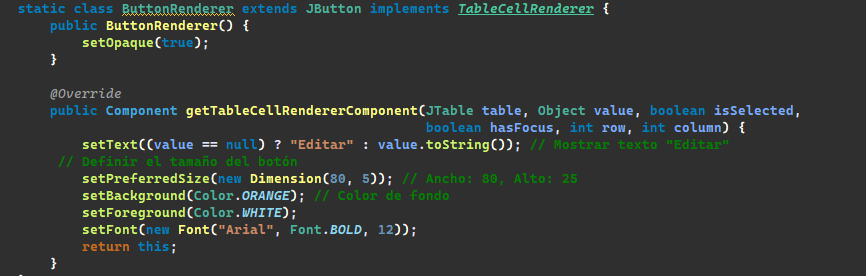 static class ButtonRenderer extends JButton implements TableCellRenderer {
public ButtonRenderer() {
setOpaque(true);
}
@Override
public Component getTableCellRendererComponent(JTable table, Object value, boolean isSelected,
boolean hasFocus, int row, int column) {
setText((value == null) ? "Editar" : value.toString()); // Mostrar texto "Editar"
// Definir el tamaño del botón
setPreferredSize(new Dimension(80, 5)); // Ancho: 80, Alto: 25
setBackground(Color.ORANGE); // Color de fondo
setForeground(Color.WHITE);
setFont(new Font("Arial", Font.BOLD, 12));
return this;
}